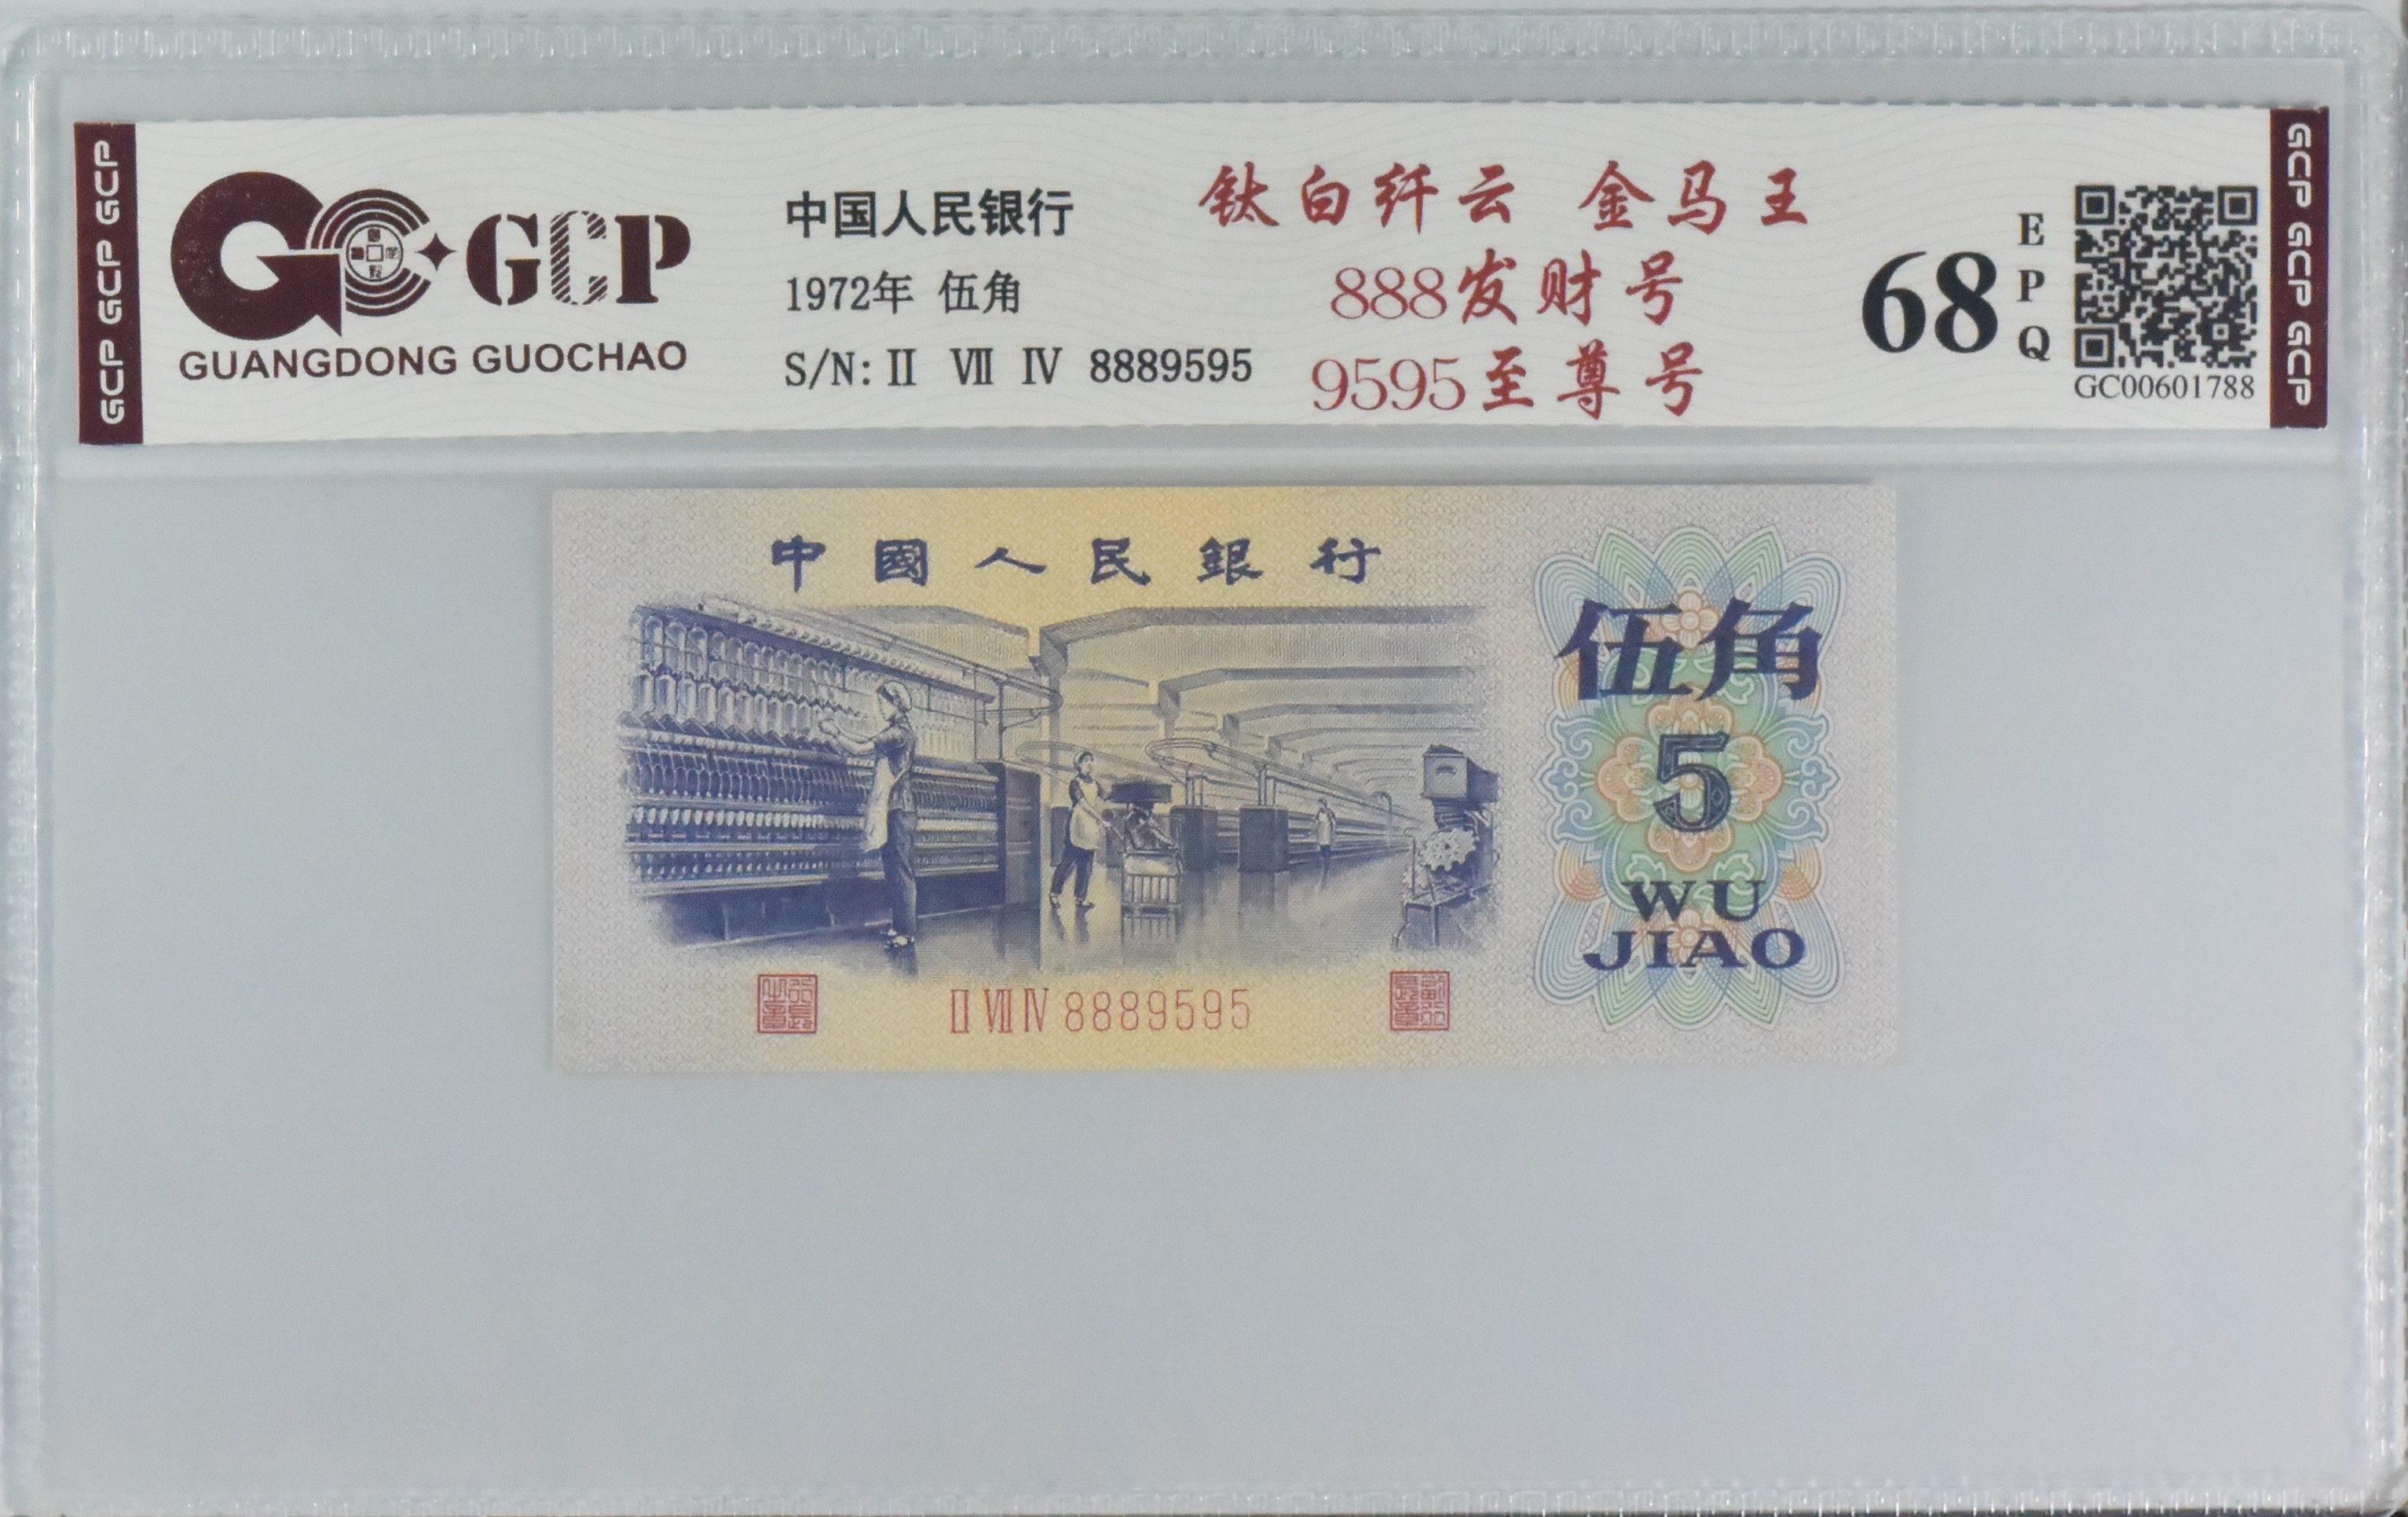 GCP GCP GCP
GCP
GUANGDONG GUOCHAO
中国人民银行
1972年 伍角
S/N: II VII IV 8889595
钛白纤云 金马王
888发财号
9595至尊号
68
EPQ
GC00601788
GCP GCP GCP
中國人民銀行
伍角
5
WU
JIAO
II VII IV 8889595